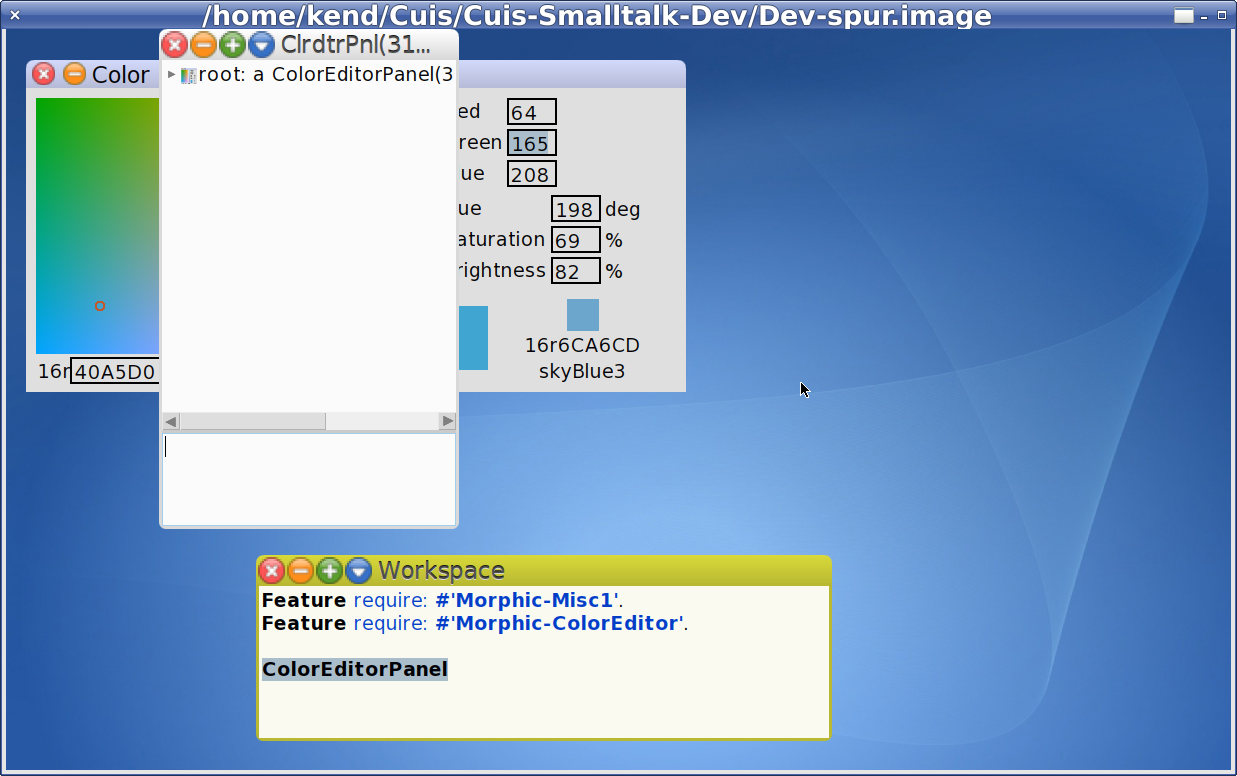 /home/kend/Cuis/Cuis-Smalltalk-Dev/Dev-spur.image
ClrdtrPnl(31...
root: a ColorEditorPanel(3
Color
ed 64
reen 165
ue 208
ue 198 deg
aturation 69 %
rightness 82 %
16r6CA6CD
skyBlue3
16r 40A5D0
Workspace
Feature require: #'Morphic-Misc1'.
Feature require: #'Morphic-ColorEditor'.
ColorEditorPanel